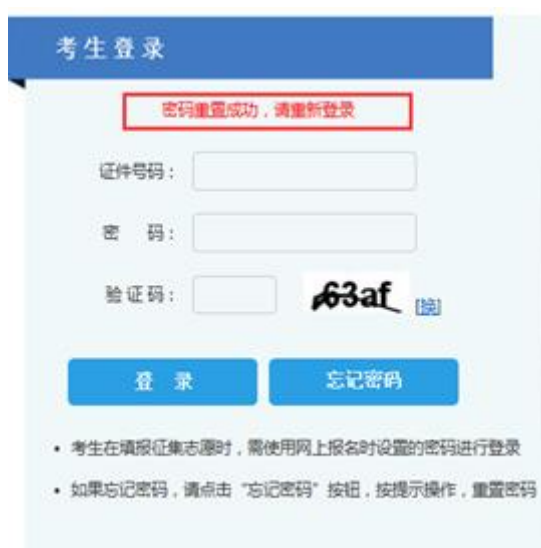 考生登录
密码重置成功，请重新登录
证件号码：
密 码：
验证码： 63af [换]
登 录 忘记密码
• 考生在填报征集志愿时，需使用网上报名时设置的密码进行登录
• 如果忘记密码，请点击“忘记密码”按钮，按提示操作，重置密码